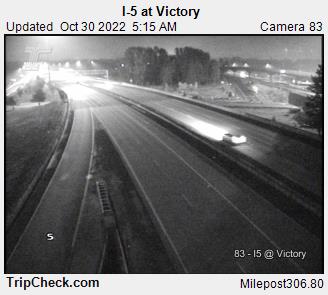 I-5 at Victory
Updated  Oct 30 2022  5:15 AM
Camera 83
S
83 - I5 @ Victory
TripCheck.com
Milepost306.80